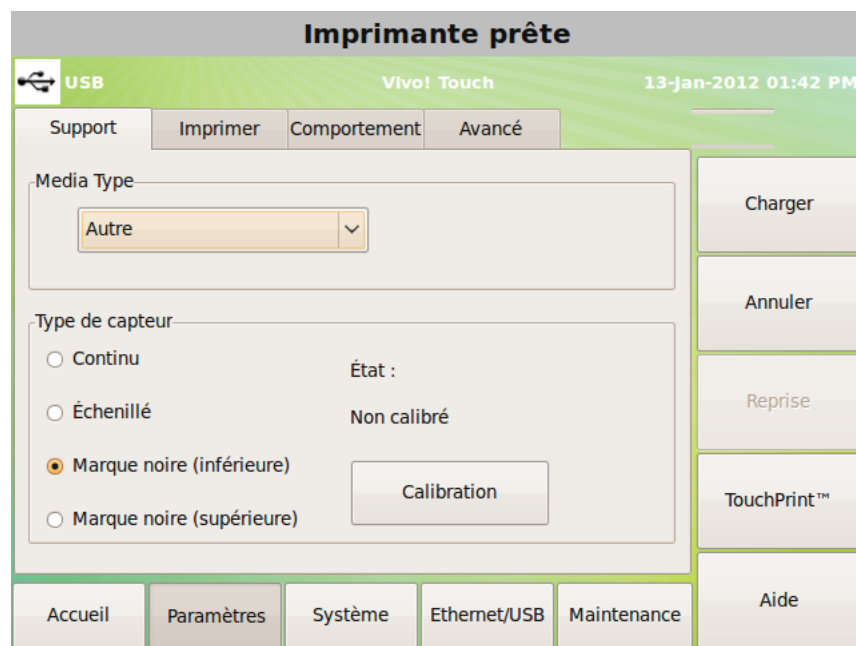 Imprimante prête
USB
Vivo! Touch
13-Jan-2012 01:42 PM
Support
Imprimer
Comportement
Avancé
Media Type
Autre
Type de capteur
Continu
Échenillé
Marque noire (inférieure)
Marque noire (supérieure)
État :
Non calibré
Calibration
Charger
Annuler
Reprise
TouchPrint™
Aide
Accueil
Paramètres
Système
Ethernet/USB
Maintenance